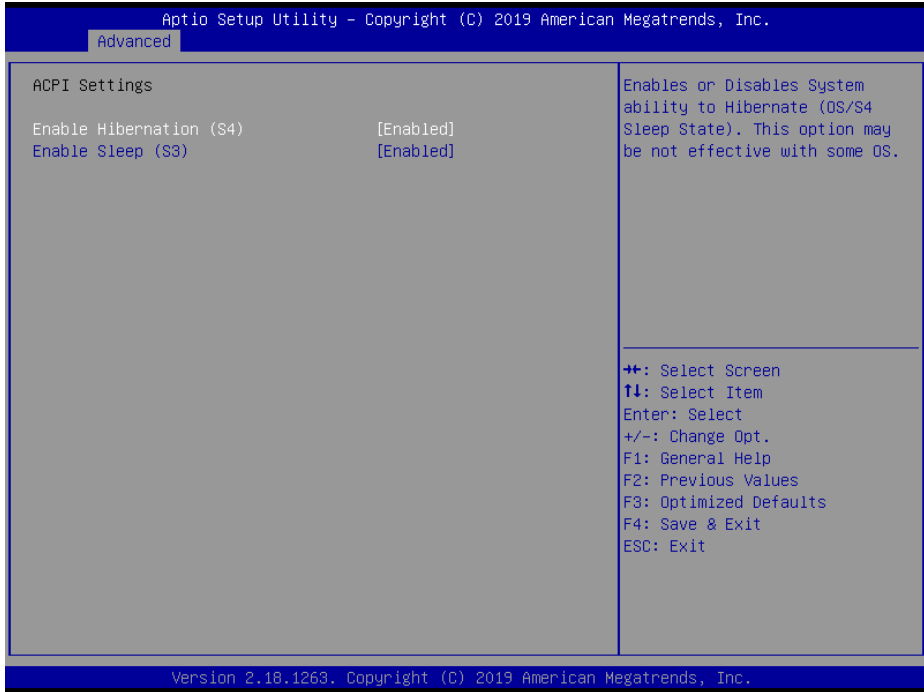 Aptio Setup Utility – Copyright (C) 2019 American Megatrends, Inc.
Advanced
ACPI Settings
Enable Hibernation (S4) [Enabled]
Enable Sleep (S3) [Enabled]
Enables or Disables System
ability to Hibernate (OS/S4
Sleep State). This option may
be not effective with some OS.
→←: Select Screen
↑↓: Select Item
Enter: Select
+/-: Change Opt.
F1: General Help
F2: Previous Values
F3: Optimized Defaults
F4: Save & Exit
ESC: Exit
Version 2.18.1263. Copyright (C) 2019 American Megatrends, Inc.